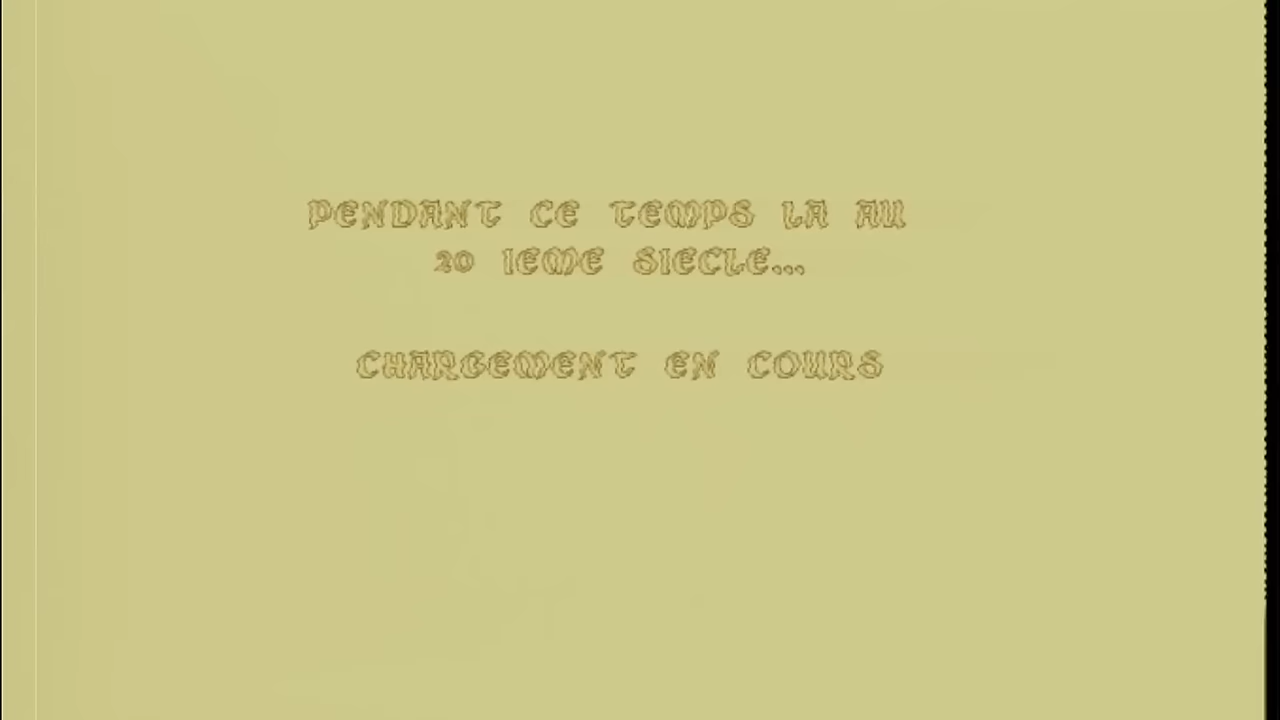 PENDANT CE TEMPS LA AU
20 IEME SIECLE...
CHARGEMENT EN COURS